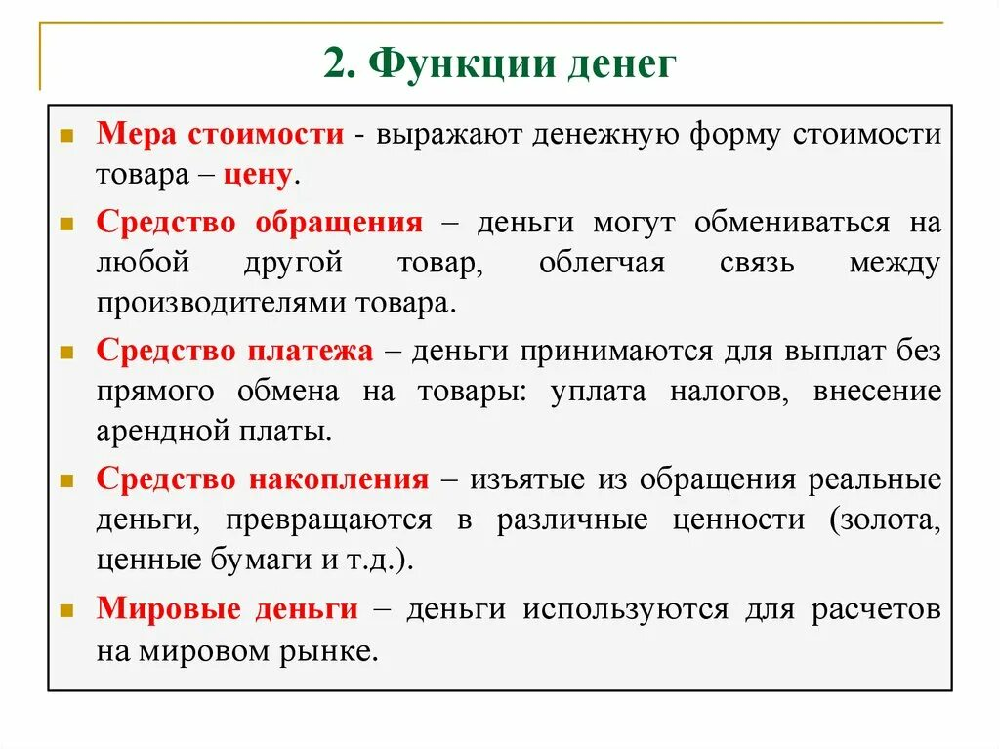 2. Функции денег
Мера стоимости - выражают денежную форму стоимости
товара – цену.
Средство обращения – деньги могут обмениваться на
любой другой товар, облегчая связь между
производителями товара.
Средство платежа – деньги принимаются для выплат без
прямого обмена на товары: уплата налогов, внесение
арендной платы.
Средство накопления – изъятые из обращения реальные
деньги, превращаются в различные ценности (золота,
ценные бумаги и т.д.).
Мировые деньги – деньги используются для расчетов
на мировом рынке.